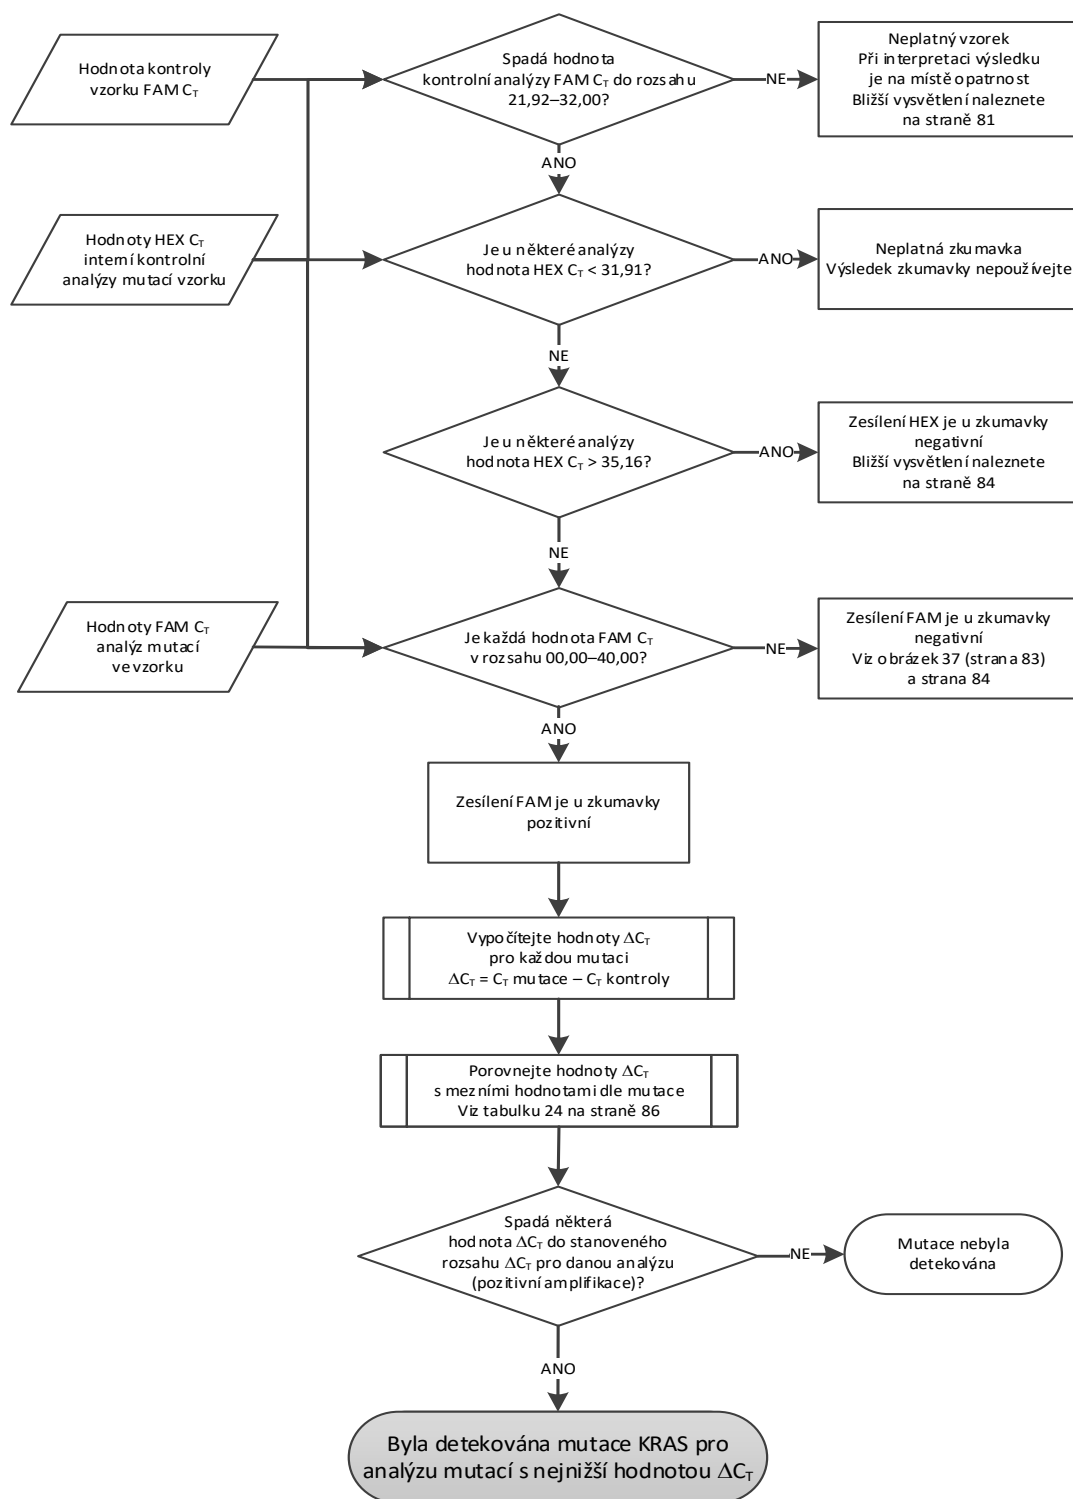 Hodnota kontroly
vzorku FAM CT
Spadá hodnota
kontrolní analýzy FAM CT do rozsahu
21,92–32,00?
NE
Neplatný vzorek
Při interpretaci výsledku
je na místě opatrnost
Bližší vysvětlení naleznete
na straně 81
ANO
Hodnoty HEX CT
interní kontrolní
analýzy mutací vzorku
Je u některé analýzy
hodnota HEX CT < 31,91?
ANO
Neplatná zkumavka
Výsledek zkumavky nepoužívejte
NE
Je u některé analýzy
hodnota HEX CT > 35,16?
ANO
Zesílení HEX je u zkumavky
negativní
Bližší vysvětlení naleznete
na straně 84
NE
Hodnoty FAM CT
analýz mutací
ve vzorku
Je každá hodnota FAM CT
v rozsahu 00,00–40,00?
NE
Zesílení FAM je u zkumavky
negativní
Viz obrázek 37 (strana 83)
a strana 84
ANO
Zesílení FAM je u zkumavky
pozitivní
Vypočítejte hodnoty ΔCT
pro každou mutaci
ΔCT = CT mutace – CT kontroly
Porovnejte hodnoty ΔCT
s mezními hodnotami dle mutace
Viz tabulku 24 na straně 86
Spadá některá
hodnota ΔCT do stanoveného
rozsahu ΔCT pro danou analýzu
(pozitivní amplifikace)?
NE
Mutace nebyla
detekována
ANO
Byla detekována mutace KRAS pro
analýzu mutací s nejnižší hodnotou ΔCT